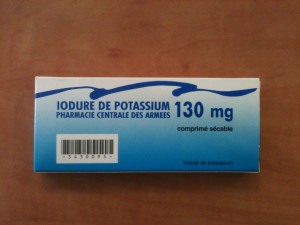 IODURE DE POTASSIUM
PHARMACIE CENTRALE DES ARMEES
130 mg
comprimé sécable
iodure de potassium